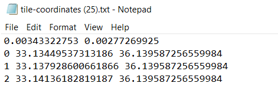 tile-coordinates (25).txt - Notepad
File Edit Format View Help
0.00343322753 0.00277269925
0 33.13449537313186 36.139587256559984
1 33.137928600661866 36.139587256559984
2 33.14136182819187 36.139587256559984